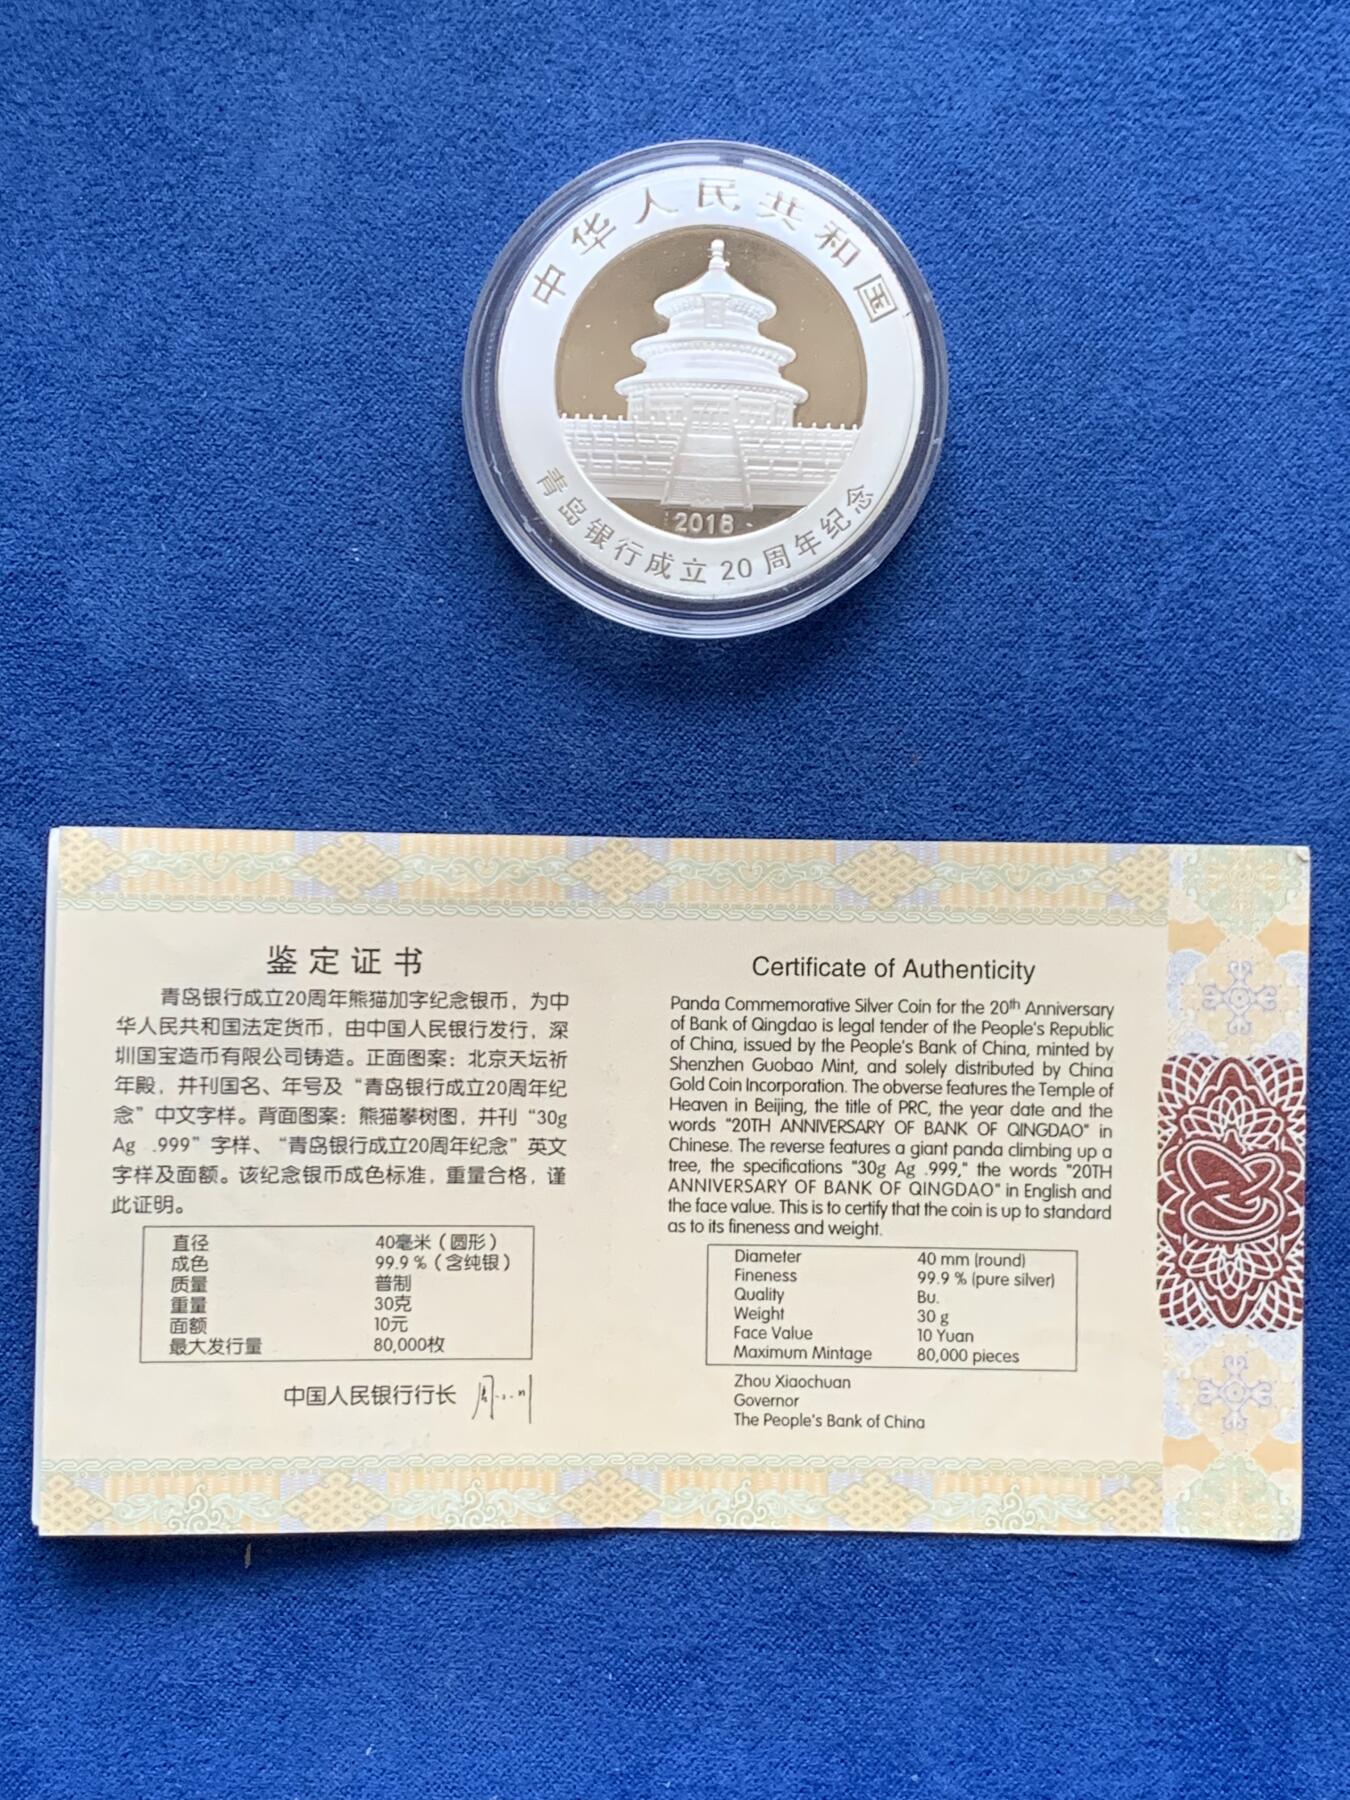 中华人民共和国
2016
青岛银行成立20周年纪念
鉴定证书
青岛银行成立20周年熊猫加字纪念银币，为中
华人民共和国法定货币，由中国人民银行发行，深
圳国宝造币有限公司铸造。正面图案：北京天坛祈
年殿，并刊国名、年号及“青岛银行成立20周年纪
念”中文字样。背面图案：熊猫攀树图，并刊“30g
Ag .999”字样、“青岛银行成立20周年纪念”英文
字样及面额。该纪念银币成色标准，重量合格，谨
此证明。
直径 40毫米（圆形）
成色 99.9％（含纯银）
质量 普制
重量 30克
面额 10元
最大发行量 80,000枚
中国人民银行行长
Certificate of Authenticity
Panda Commemorative Silver Coin for the 20th Anniversary
of Bank of Qingdao is legal tender of the People's Republic
of China, issued by the People's Bank of China, minted by
Shenzhen Guobao Mint, and solely distributed by China
Gold Coin Incorporation. The obverse features the Temple of
Heaven in Beijing, the title of PRC, the year date and the
words "20TH ANNIVERSARY OF BANK OF QINGDAO" in
Chinese. The reverse features a giant panda climbing up a
tree, the specifications "30g Ag .999," the words "20TH
ANNIVERSARY OF BANK OF QINGDAO" in English and
the face value. This is to certify that the coin is up to standard
as to its fineness and weight.
Diameter 40 mm (round)
Fineness 99.9 % (pure silver)
Quality Bu.
Weight 30 g
Face Value 10 Yuan
Maximum Mintage 80,000 pieces
Zhou Xiaochuan
Governor
The People's Bank of China